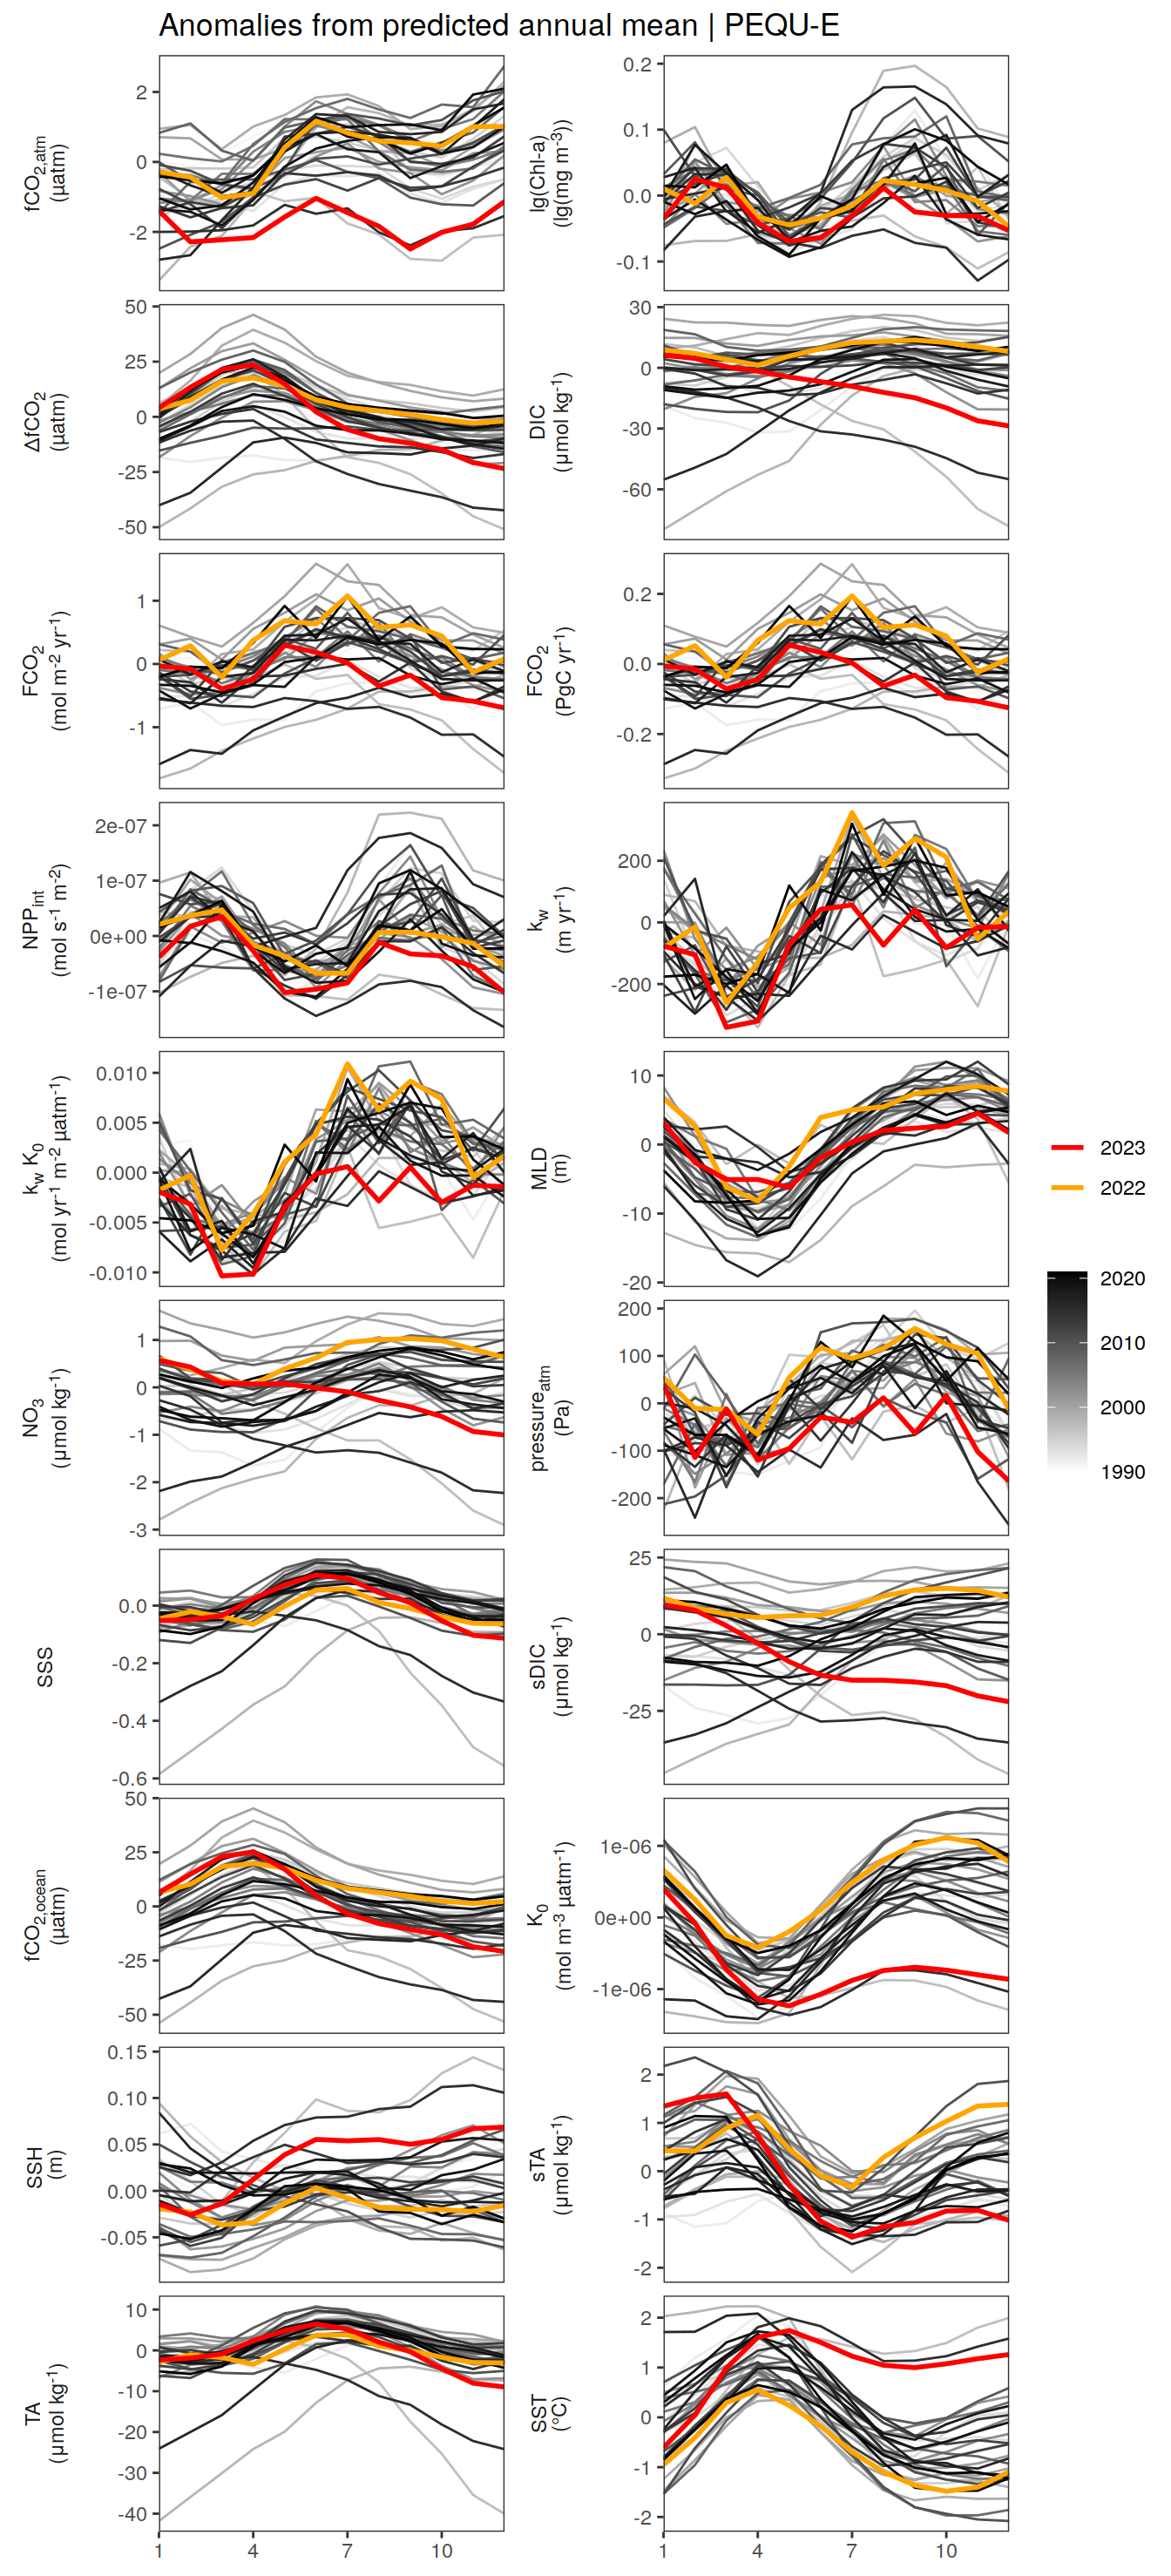 Anomalies from predicted annual mean | PEQU-E
fCO2,atm
(µatm)
2
0
-2
lg(Chl-a)
(lg(mg m-3))
0.2
0.1
0.0
-0.1
ΔfCO2
(µatm)
50
25
0
-25
-50
DIC
(µmol kg-1)
30
0
-30
-60
FCO2
(mol m-2 yr-1)
1
0
-1
FCO2
(PgC yr-1)
0.2
0.0
-0.2
NPPint
(mol s-1 m-2)
2e-07
1e-07
0e+00
-1e-07
kw
(m yr-1)
200
0
-200
kw K0
(mol yr-1 m-2 µatm-1)
0.010
0.005
0.000
-0.005
-0.010
MLD
(m)
10
0
-10
-20
NO3
(µmol kg-1)
1
0
-1
-2
-3
pressureatm
(Pa)
200
100
0
-100
-200
SSS
0.0
-0.2
-0.4
-0.6
sDIC
(µmol kg-1)
25
0
-25
fCO2,ocean
(µatm)
50
25
0
-25
-50
K0
(mol m-3 µatm-1)
1e-06
0e+00
-1e-06
SSH
(m)
0.15
0.10
0.05
0.00
-0.05
sTA
(µmol kg-1)
2
1
0
-1
-2
TA
(µmol kg-1)
10
0
-10
-20
-30
-40
SST
(°C)
2
1
0
-1
-2
1 4 7 10
1 4 7 10
2023
2022
2020
2010
2000
1990